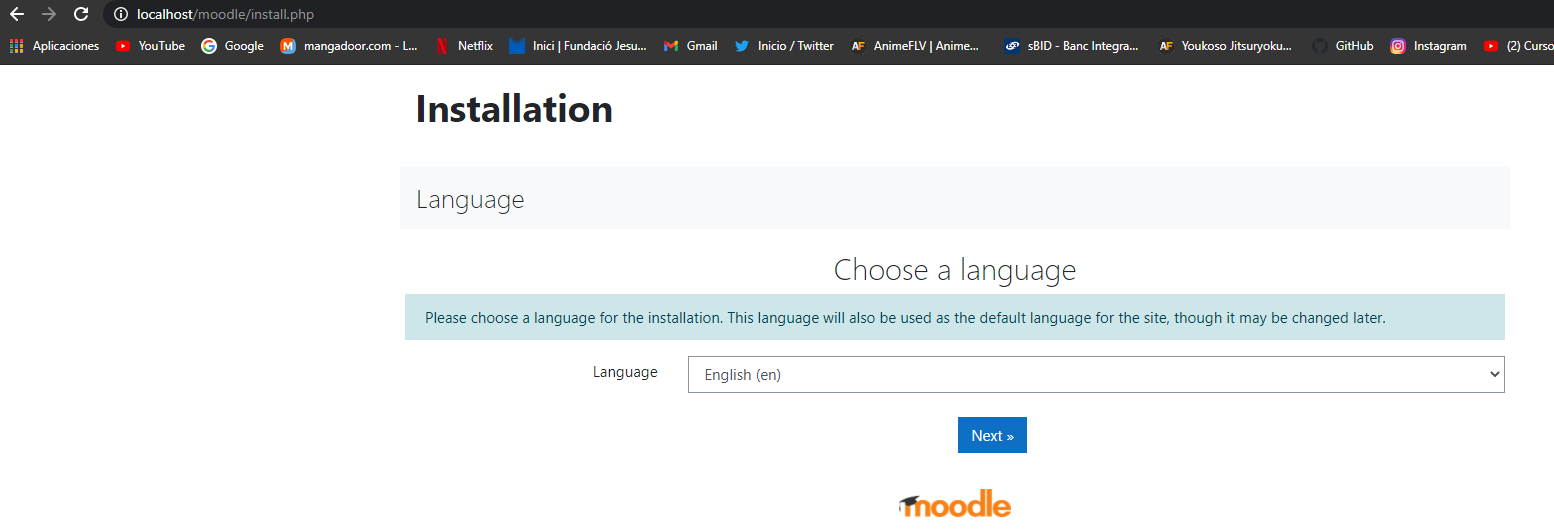 localhost/moodle/install.php
Aplicaciones YouTube Google mangadoor.com - L... Netflix Inici | Fundació Jesu... Gmail Inicio / Twitter AnimeFLV | Anime... sBID - Banc Integra... Youkoso Jitsuryoku... GitHub Instagram (2) Curso
Installation
Language
Choose a language
Please choose a language for the installation. This language will also be used as the default language for the site, though it may be changed later.
Language English (en)
Next »
moodle